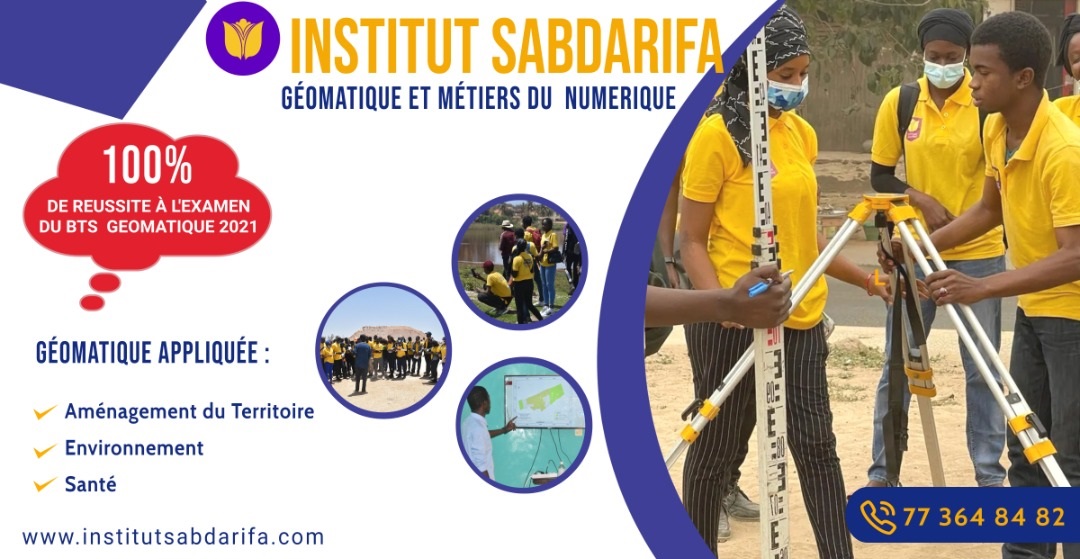 INSTITUT SABDARIFA
GÉOMATIQUE ET MÉTIERS DU NUMERIQUE
100%
DE REUSSITE À L'EXAMEN
DU BTS GEOMATIQUE 2021
GÉOMATIQUE APPLIQUÉE :
Aménagement du Territoire
Environnement
Santé
www.institutsabdarifa.com
77 364 84 82